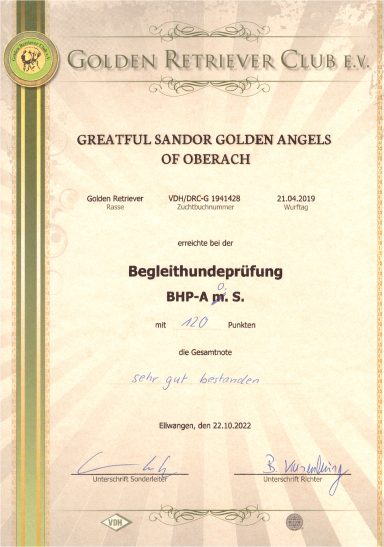 GOLDEN RETRIEVER CLUB E.V.
GREATFUL SANDOR GOLDEN ANGELS
OF OBERACH
Golden Retriever VDH/DRC-G 1941428 21.04.2019
Rasse Zuchtbuchnummer Wurftag
erreichte bei der
Begleithundeprüfung
BHP-A o. S.
mit 120 Punkten
die Gesamtnote
sehr gut bestanden
Ellwangen, den 22.10.2022
Unterschrift Sonderleiter Unterschrift Richter
VDH